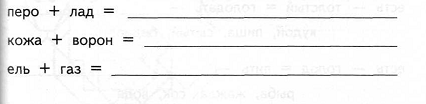 перо + лад =
кожа + ворон =
ель + газ =